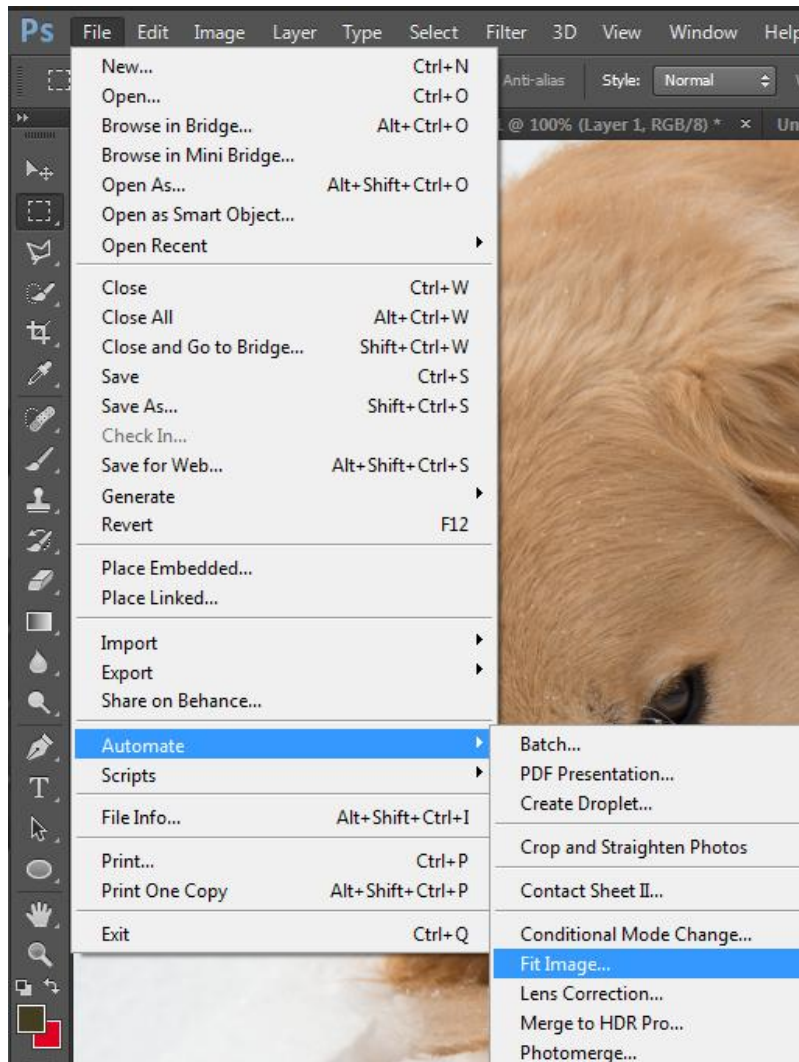 Ps File Edit Image Layer Type Select Filter 3D View Window Help
Anti-alias Style: Normal
@ 100% (Layer 1, RGB/8) * × Un
New... Ctrl+N
Open... Ctrl+O
Browse in Bridge... Alt+Ctrl+O
Browse in Mini Bridge...
Open As... Alt+Shift+Ctrl+O
Open as Smart Object...
Open Recent
Close Ctrl+W
Close All Alt+Ctrl+W
Close and Go to Bridge... Shift+Ctrl+W
Save Ctrl+S
Save As... Shift+Ctrl+S
Check In...
Save for Web... Alt+Shift+Ctrl+S
Generate
Revert F12
Place Embedded...
Place Linked...
Import
Export
Share on Behance...
Automate
Scripts
File Info... Alt+Shift+Ctrl+I
Print... Ctrl+P
Print One Copy Alt+Shift+Ctrl+P
Exit Ctrl+Q
Batch...
PDF Presentation...
Create Droplet...
Crop and Straighten Photos
Contact Sheet II...
Conditional Mode Change...
Fit Image...
Lens Correction...
Merge to HDR Pro...
Photomerge...